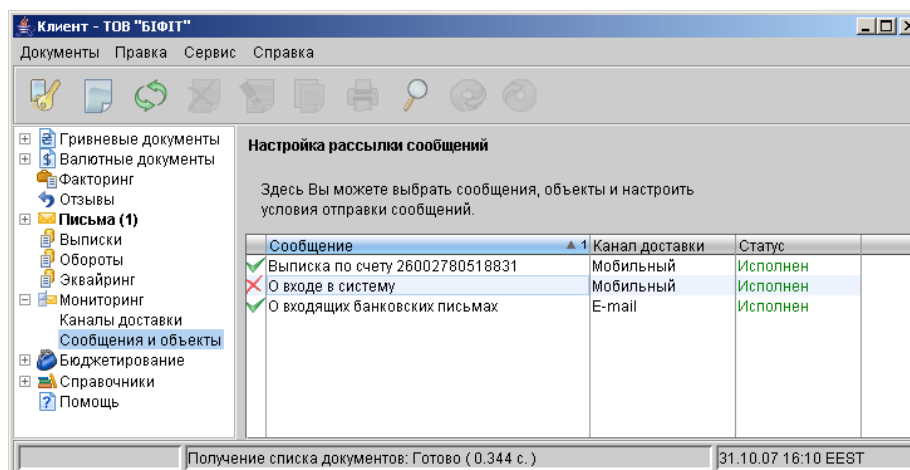 Клиент - ТОВ "БІФІТ"
Документы Правка Сервис Справка
Гривневые документы
Валютные документы
Факторинг
Отзывы
Письма (1)
Выписки
Обороты
Эквайринг
Мониторинг
Каналы доставки
Сообщения и объекты
Бюджетирование
Справочники
Помощь
Настройка рассылки сообщений
Здесь Вы можете выбрать сообщения, объекты и настроить
условия отправки сообщений.
Сообщение 1 Канал доставки Статус
Выписка по счету 26002780518831 Мобильный Исполнен
О входе в систему Мобильный Исполнен
О входящих банковских письмах E-mail Исполнен
Получение списка документов: Готово ( 0.344 с. ) 31.10.07 16:10 EEST